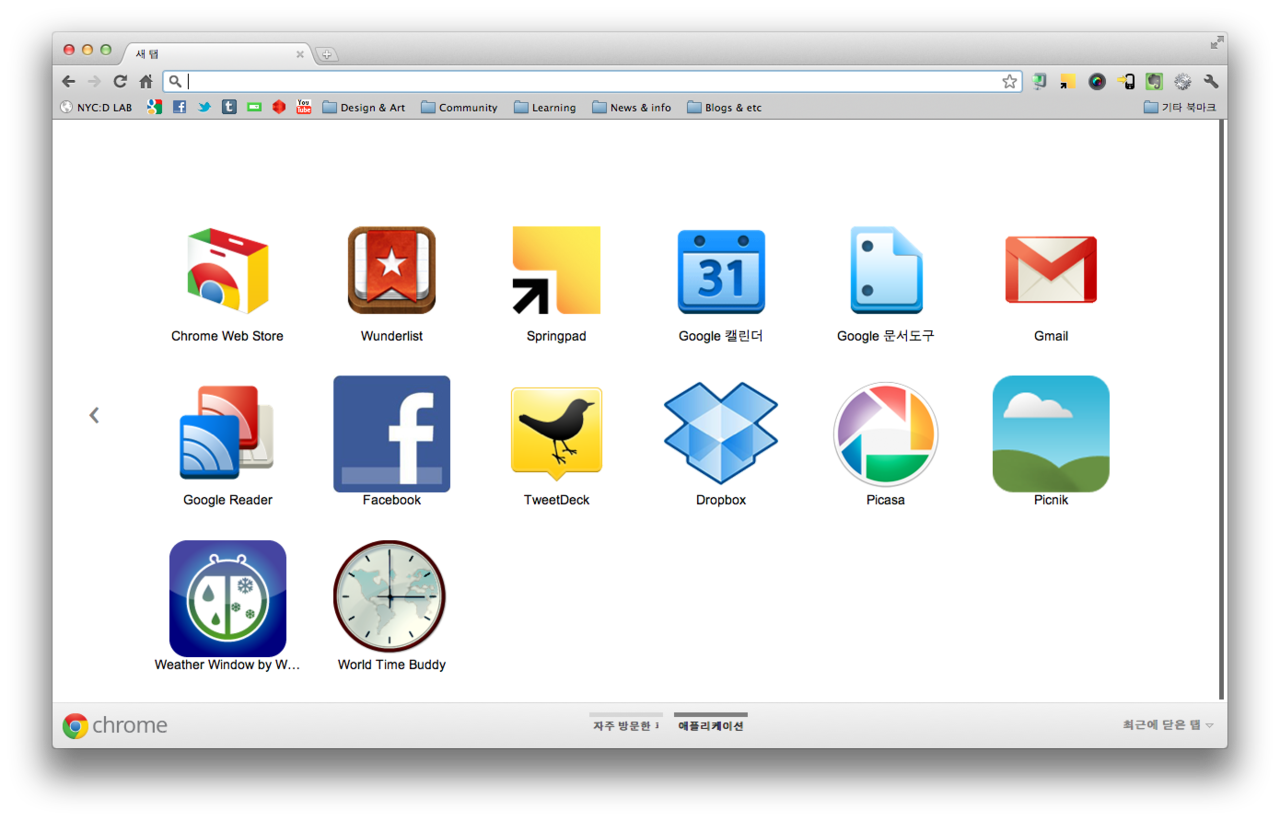 새 탭
NYC:D LAB Design & Art Community Learning News & info Blogs & etc 기타 북마크
Chrome Web Store Wunderlist Springpad Google 캘린더 Google 문서도구 Gmail
31
Google Reader Facebook TweetDeck Dropbox Picasa Picnik
Weather Window by W... World Time Buddy
chrome 자주 방문한 애플리케이션 최근에 닫은 탭